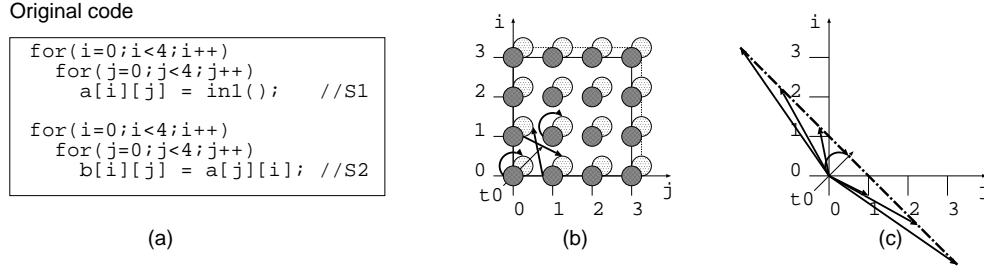 Original code
for(i=0;i<4;i++)
for(j=0;j<4;j++)
a[i][j] = in1(); //S1
for(i=0;i<4;i++)
for(j=0;j<4;j++)
b[i][j] = a[j][i]; //S2
(a)
i
3
2
1
0
t0
0 1 2 3
j
(b)
i
3
2
1
0
t0
0 1 2 3
j
(c)